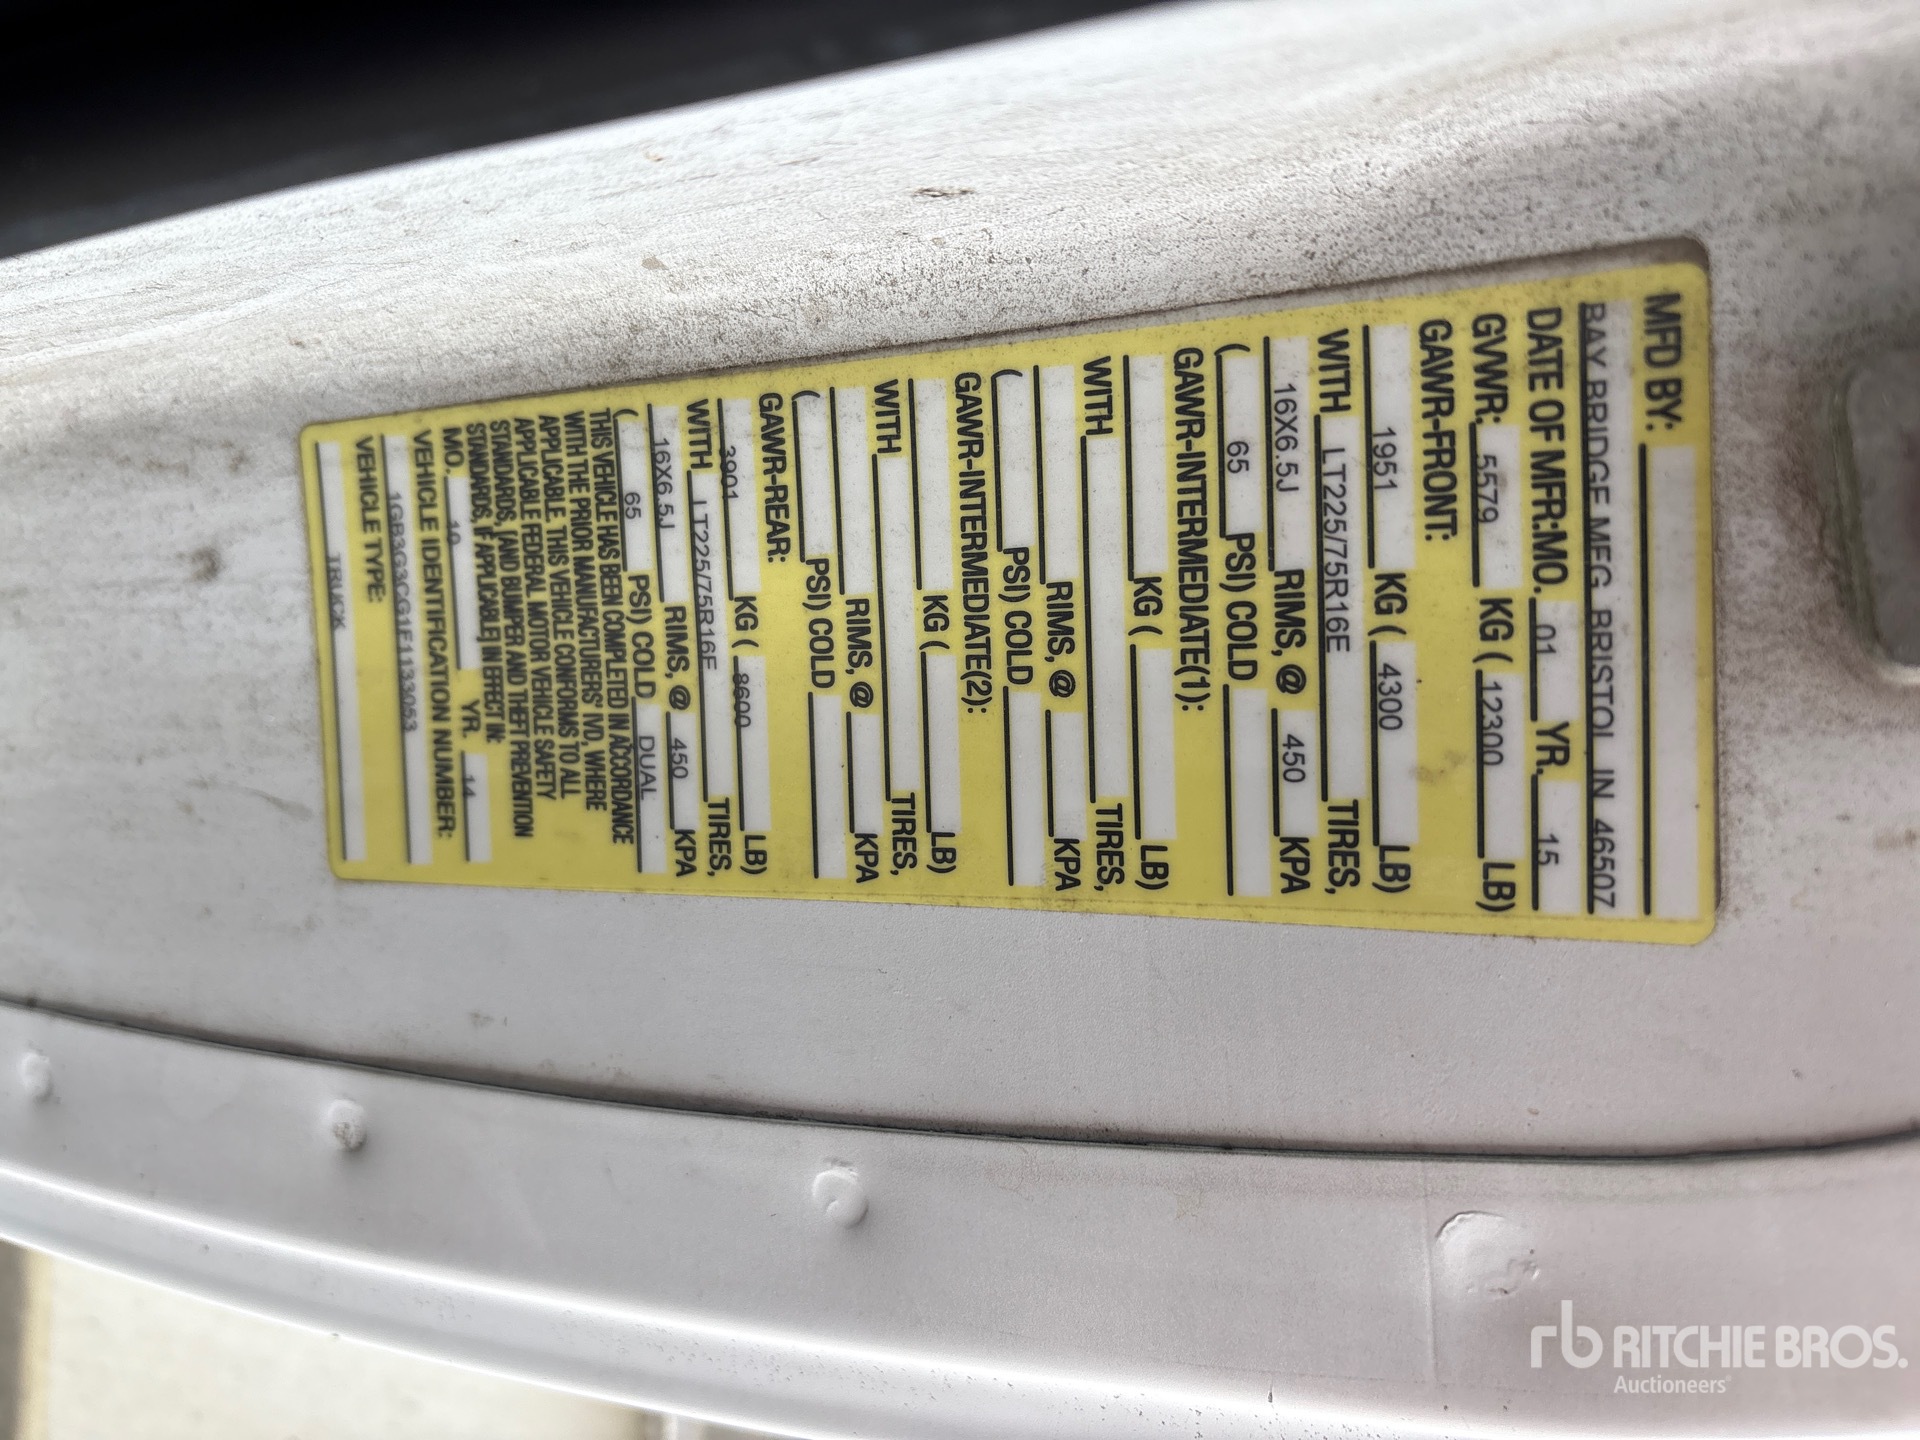 MFD BY:
BAY BRIDGE MFG BRISTOL IN 46507
DATE OF MFR:MO. 01 YR. 15
GVWR: 5579 KG ( 12300 LB)
GAWR-FRONT:
1951 KG ( 4300 LB)
WITH LT225/75R16E TIRES,
16X6.5J RIMS, @ 450 KPA
( 65 PSI) COLD
GAWR-INTERMEDIATE(1):
KG ( LB)
WITH TIRES,
RIMS, @ KPA
( PSI) COLD
GAWR-INTERMEDIATE(2):
KG ( LB)
WITH TIRES,
RIMS, @ KPA
( PSI) COLD
GAWR-REAR:
3901 KG ( 8600 LB)
WITH LT225/75R16E TIRES,
16X6.5J RIMS, @ 450 KPA
( 65 PSI) COLD DUAL
THIS VEHICLE HAS BEEN COMPLETED IN ACCORDANCE
WITH THE PRIOR MANUFACTURERS' IVD, WHERE
APPLICABLE. THIS VEHICLE CONFORMS TO ALL
APPLICABLE FEDERAL MOTOR VEHICLE SAFETY
STANDARDS, [AND BUMPER AND THEFT PREVENTION
STANDARDS, IF APPLICABLE] IN EFFECT IN:
MO. 10 YR. 14
VEHICLE IDENTIFICATION NUMBER:
1GB3G3CG1F1133053
VEHICLE TYPE:
TRUCK
rb RITCHIE BROS.
Auctioneers